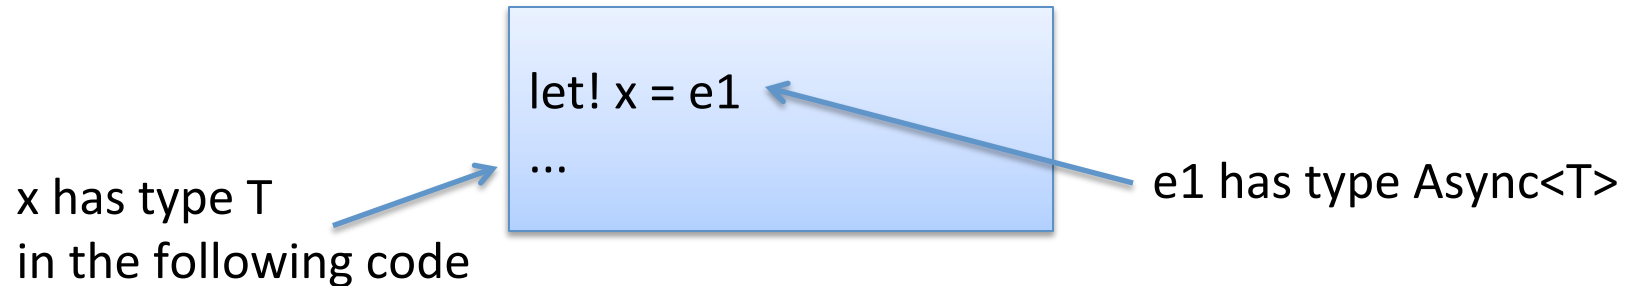 let! x = e1
...
x has type T
in the following code
e1 has type Async<T>